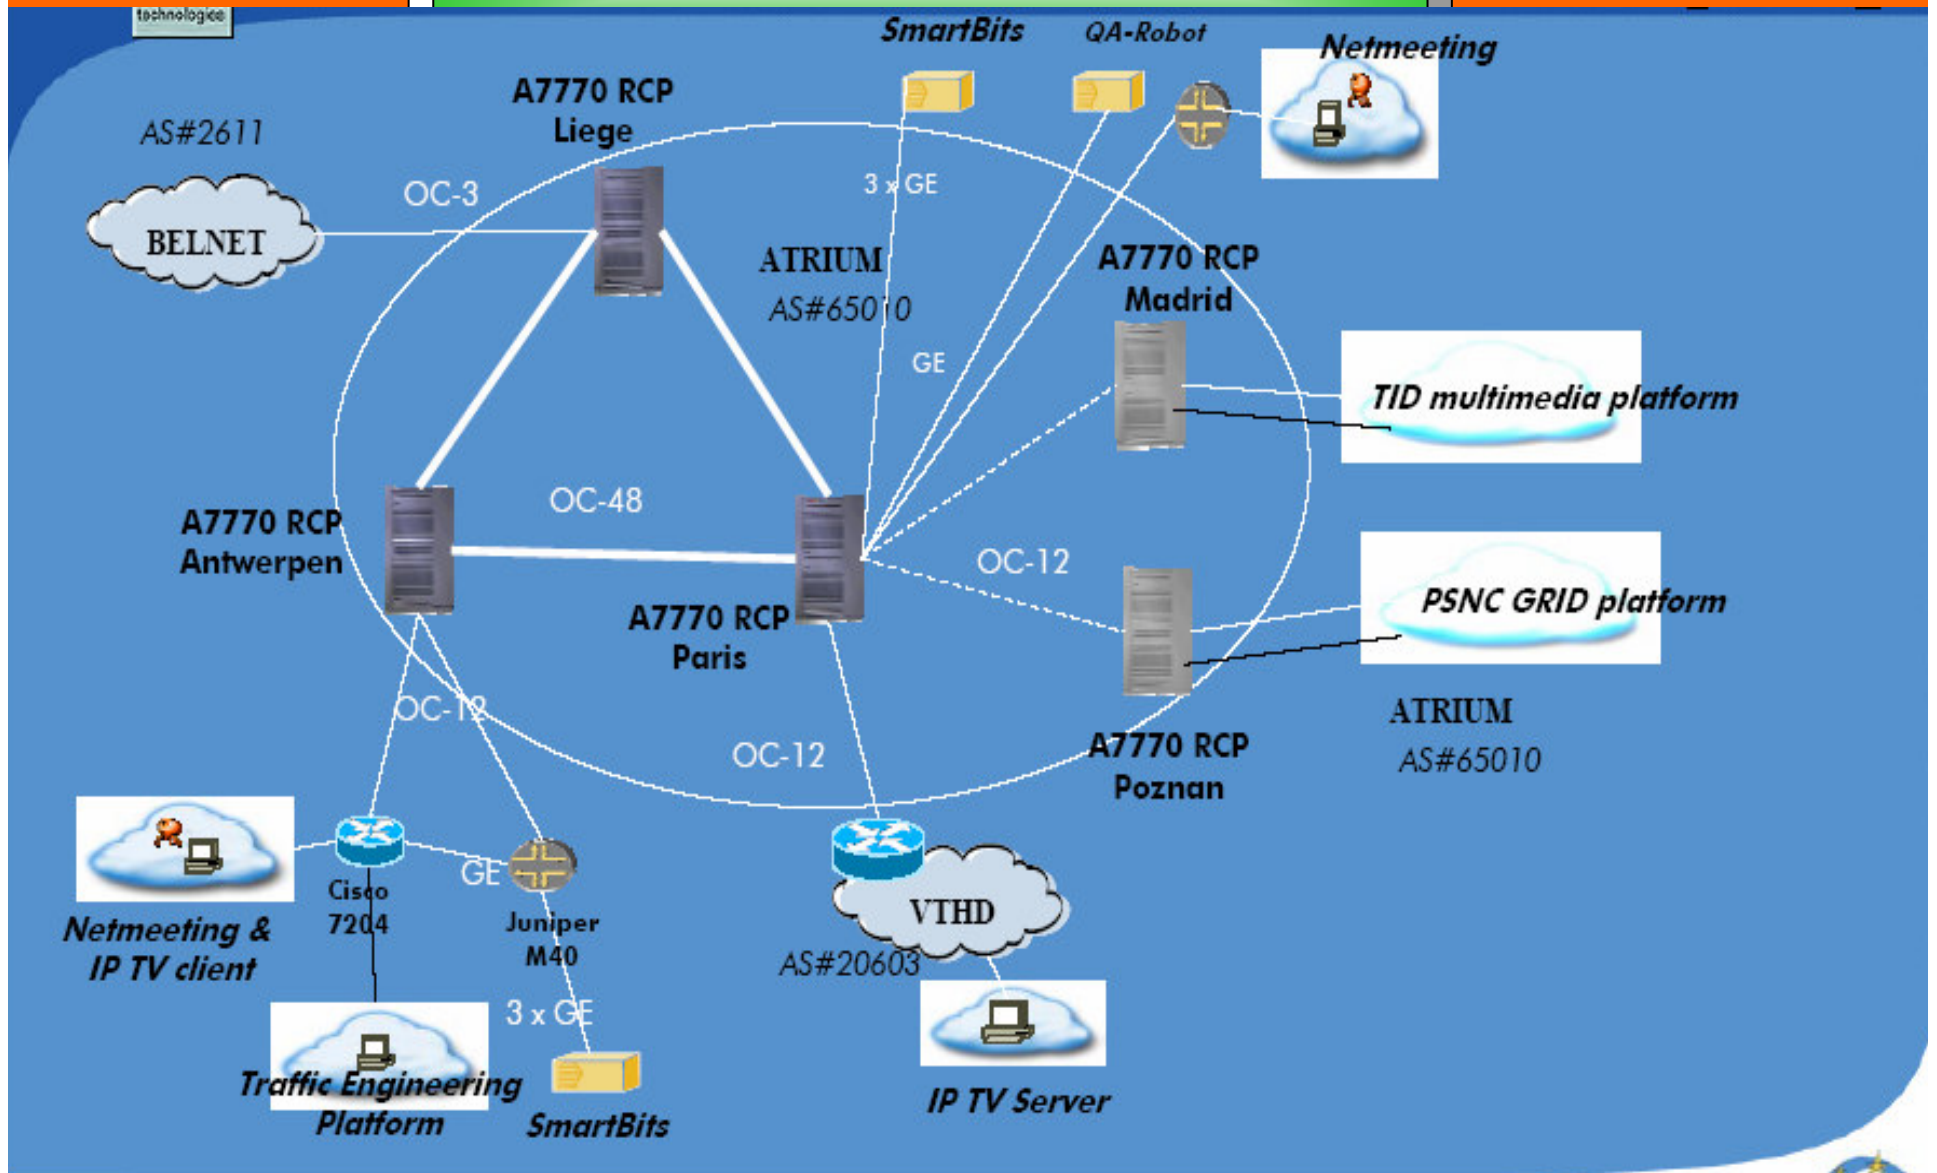 technologies
SmartBits
QA-Robot
Netmeeting
A7770 RCP
Liege
AS#2611
OC-3
3 x GE
BELNET
ATRIUM
AS#65010
A7770 RCP
Madrid
GE
TID multimedia platform
OC-48
A7770 RCP
Antwerpen
OC-12
PSNC GRID platform
A7770 RCP
Paris
OC-12
ATRIUM
AS#65010
OC-12
A7770 RCP
Poznan
GE
Cisco
7204
Juniper
M40
VTHD
Netmeeting &
IP TV client
AS#20603
3 x GE
Traffic Engineering
Platform
SmartBits
IP TV Server